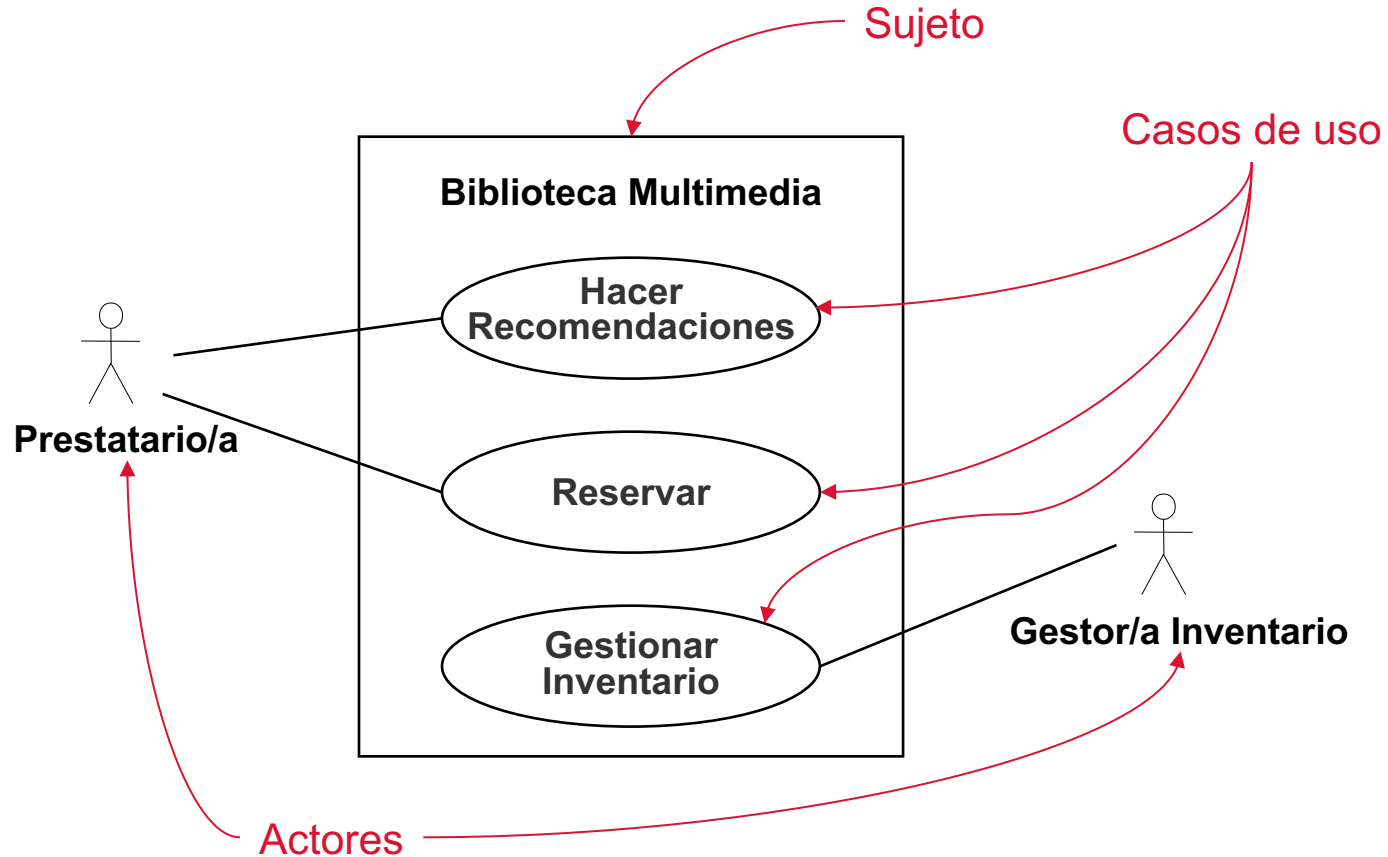 Sujeto
Casos de uso
Biblioteca Multimedia
Hacer
Recomendaciones
Prestatario/a
Reservar
Gestionar
Inventario
Gestor/a Inventario
Actores